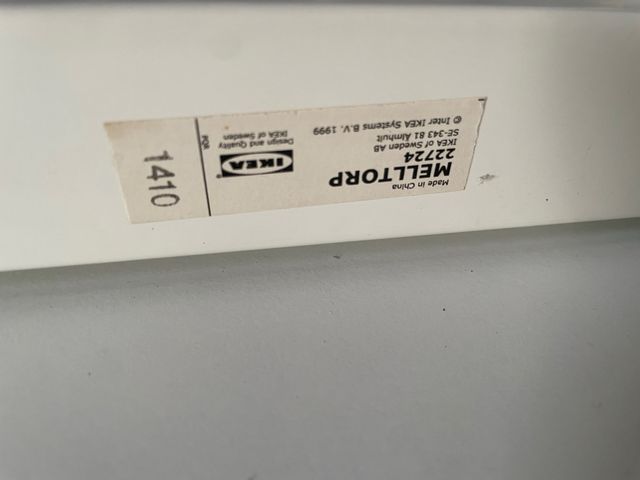 Made in China
MELLTORP
22724
IKEA of Sweden AB
SE-343 81 Älmhult
© Inter IKEA Systems B.V. 1999
IKEA
Design and Quality
IKEA of Sweden
1410